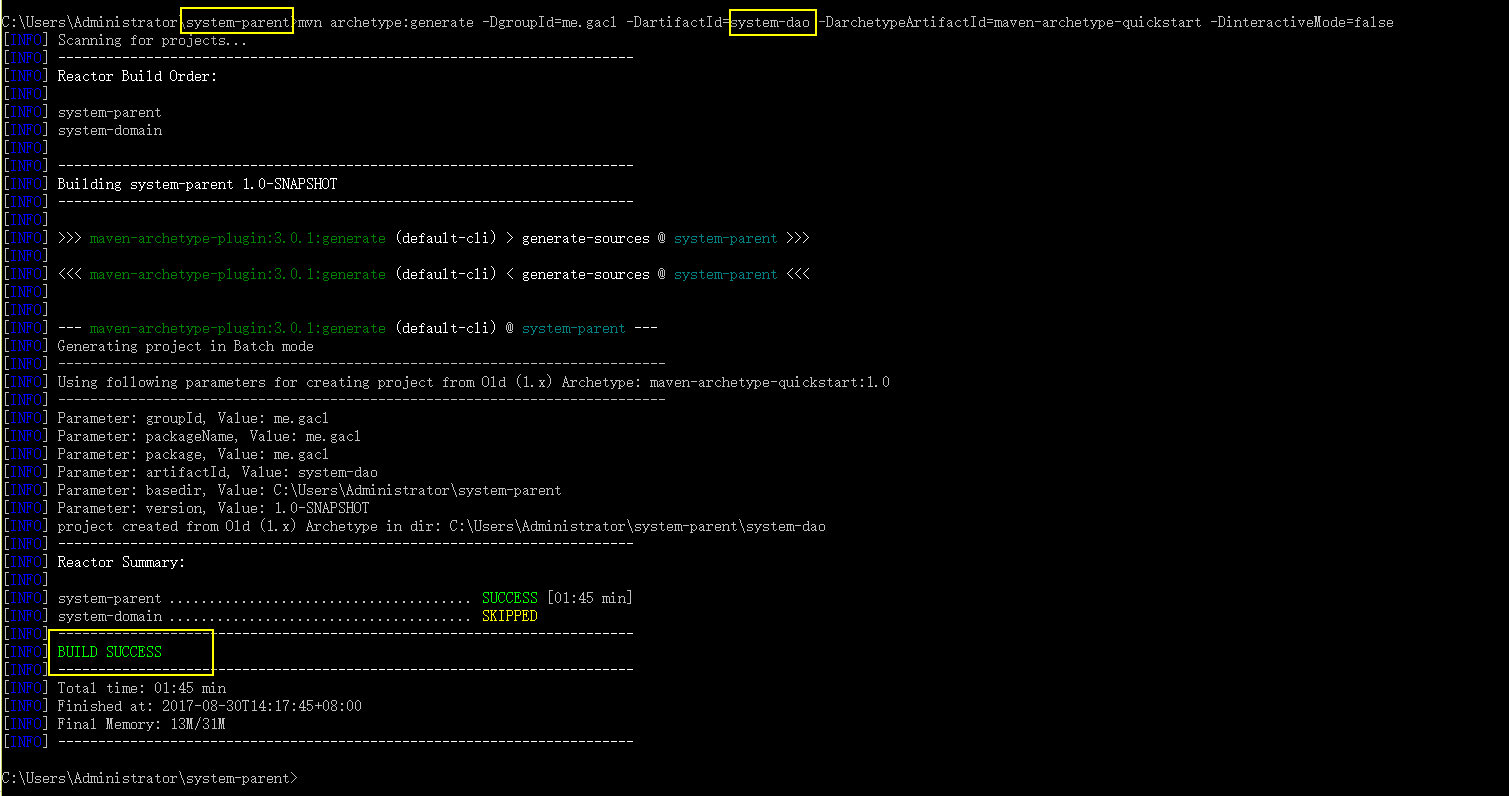 C:\Users\Administrator\system-parent>mvn archetype:generate -DgroupId=me.gacl -DartifactId=system-dao -DarchetypeArtifactId=maven-archetype-quickstart -DinteractiveMode=false
[INFO] Scanning for projects...
[INFO] ------------------------------------------------------------------------
[INFO] Reactor Build Order:
[INFO]
[INFO] system-parent
[INFO] system-domain
[INFO]
[INFO] ------------------------------------------------------------------------
[INFO] Building system-parent 1.0-SNAPSHOT
[INFO] ------------------------------------------------------------------------
[INFO]
[INFO] >>> maven-archetype-plugin:3.0.1:generate (default-cli) > generate-sources @ system-parent >>>
[INFO]
[INFO] <<< maven-archetype-plugin:3.0.1:generate (default-cli) < generate-sources @ system-parent <<<
[INFO]
[INFO]
[INFO] --- maven-archetype-plugin:3.0.1:generate (default-cli) @ system-parent ---
[INFO] Generating project in Batch mode
[INFO] ----------------------------------------------------------------------------
[INFO] Using following parameters for creating project from Old (1.x) Archetype: maven-archetype-quickstart:1.0
[INFO] ----------------------------------------------------------------------------
[INFO] Parameter: groupId, Value: me.gacl
[INFO] Parameter: packageName, Value: me.gacl
[INFO] Parameter: package, Value: me.gacl
[INFO] Parameter: artifactId, Value: system-dao
[INFO] Parameter: basedir, Value: C:\Users\Administrator\system-parent
[INFO] Parameter: version, Value: 1.0-SNAPSHOT
[INFO] project created from Old (1.x) Archetype in dir: C:\Users\Administrator\system-parent\system-dao
[INFO] ------------------------------------------------------------------------
[INFO] Reactor Summary:
[INFO]
[INFO] system-parent ...................................... SUCCESS [01:45 min]
[INFO] system-domain ...................................... SKIPPED
[INFO] ------------------------------------------------------------------------
[INFO] BUILD SUCCESS
[INFO] ------------------------------------------------------------------------
[INFO] Total time: 01:45 min
[INFO] Finished at: 2017-08-30T14:17:45+08:00
[INFO] Final Memory: 13M/31M
[INFO] ------------------------------------------------------------------------
C:\Users\Administrator\system-parent>